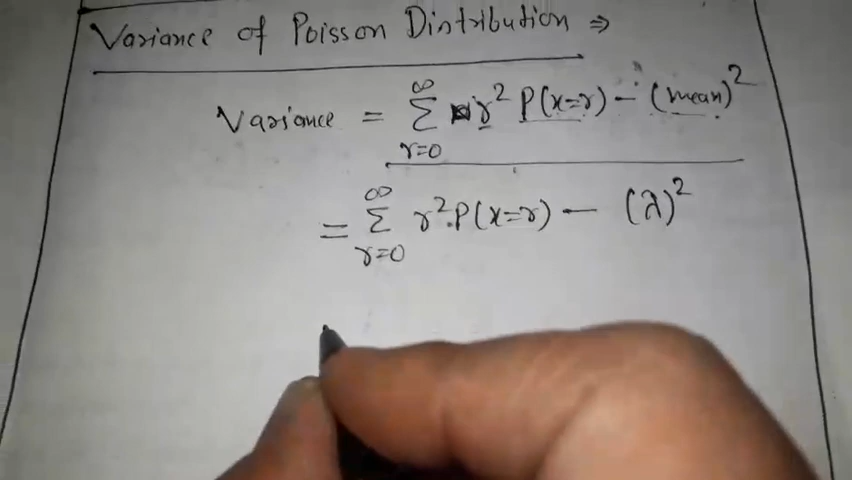 Variance of Poisson Distribution ⇒
Variance = ∑_{r=0}^{∞} r² P(x=r) - (mean)²
= ∑_{r=0}^{∞} r².P(x=r) - (λ)²